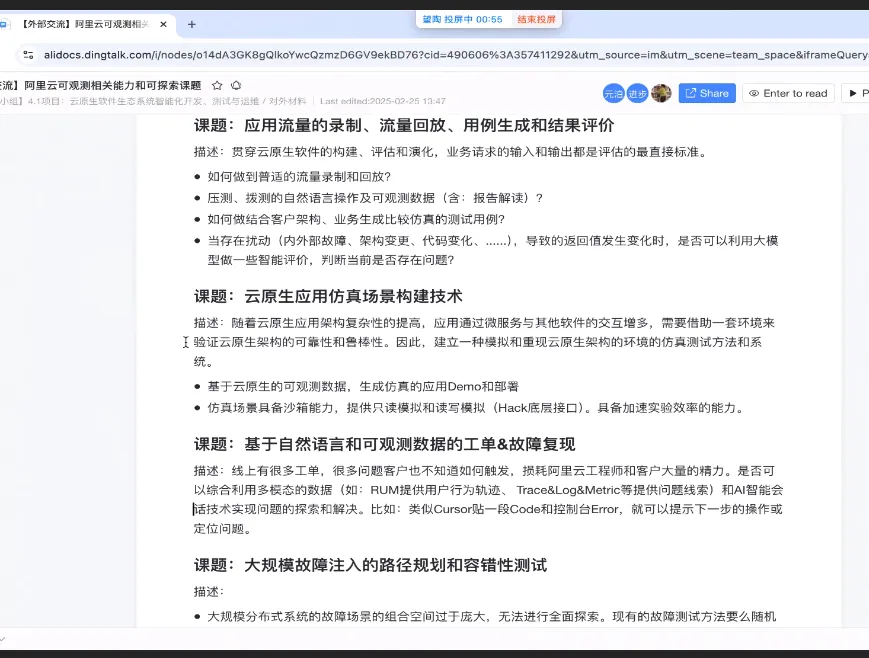 望陶 投屏中 00:55 结束投屏
【外部交流】阿里云可观测相关
alidocs.dingtalk.com/i/nodes/o14dA3GK8gQlkoYwcQzmzD6GV9ekBD76?cid=490606%3A357411292&utm_source=im&utm_scene=team_space&iframeQuery
流】阿里云可观测相关能力和可探索课题
小组】4.1项目：云原生软件生态系统智能化开发、测试与运维 / 对外材料 Last edited:2025-02-25 13:47
元泊 进步 Share Enter to read P
课题：应用流量的录制、流量回放、用例生成和结果评价
描述：贯穿云原生软件的构建、评估和演化，业务请求的输入和输出都是评估的最直接标准。
• 如何做到普适的流量录制和回放？
• 压测、拨测的自然语言操作及可观测数据（含：报告解读）？
• 如何做结合客户架构、业务生成比较仿真的测试用例？
• 当存在扰动（内外部故障、架构变更、代码变化、......），导致的返回值发生变化时，是否可以利用大模
型做一些智能评价，判断当前是否存在问题？
课题：云原生应用仿真场景构建技术
描述：随着云原生应用架构复杂性的提高，应用通过微服务与其他软件的交互增多，需要借助一套环境来
验证云原生架构的可靠性和鲁棒性。因此，建立一种模拟和重现云原生架构的环境的仿真测试方法和系
统。
• 基于云原生的可观测数据，生成仿真的应用Demo和部署
• 仿真场景具备沙箱能力，提供只读模拟和读写模拟（Hack底层接口）。具备加速实验效率的能力。
课题：基于自然语言和可观测数据的工单&故障复现
描述：线上有很多工单，很多问题客户也不知道如何触发，损耗阿里云工程师和客户大量的精力。是否可
以综合利用多模态的数据（如：RUM提供用户行为轨迹、 Trace&Log&Metric等提供问题线索）和AI智能会
话技术实现问题的探索和解决。比如：类似Cursor贴一段Code和控制台Error，就可以提示下一步的操作或
定位问题。
课题：大规模故障注入的路径规划和容错性测试
描述：
• 大规模分布式系统的故障场景的组合空间过于庞大，无法进行全面探索。现有的故障测试方法要么随机